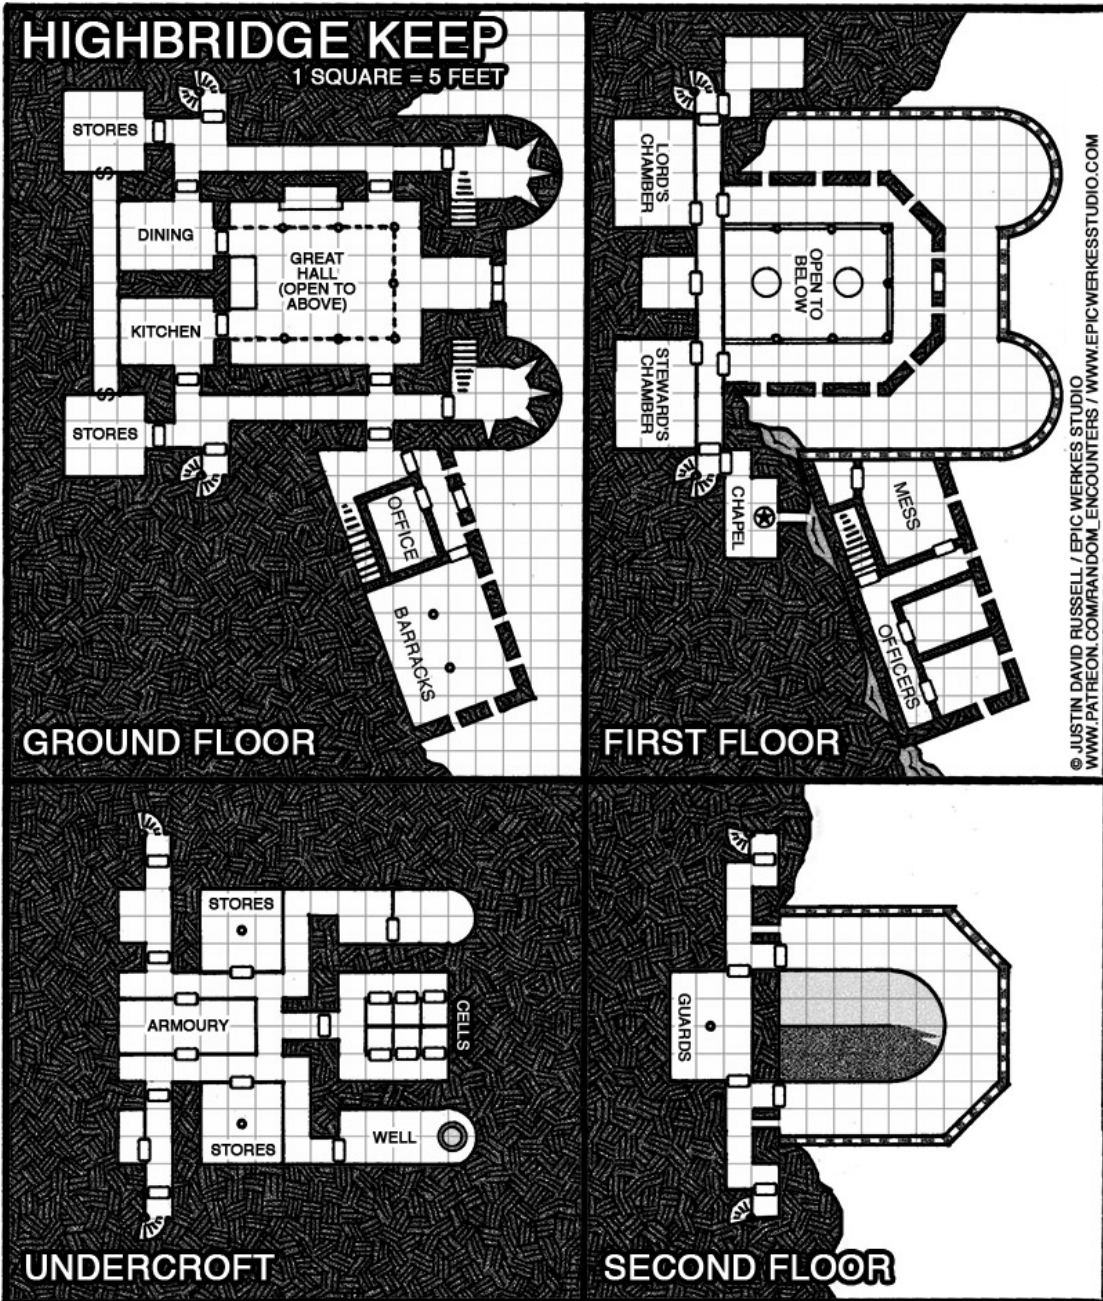 HIGHBRIDGE KEEP
1 SQUARE = 5 FEET
STORES
S
DINING
GREAT
HALL
(OPEN TO
ABOVE)
KITCHEN
S
STORES
OFFICE
BARRACKS
GROUND FLOOR
LORD'S
CHAMBER
OPEN TO
BELOW
STEWARD'S
CHAMBER
CHAPEL
MESS
OFFICERS
FIRST FLOOR
© JUSTIN DAVID RUSSELL / EPIC WERKES STUDIO
WWW.PATREON.COM/RANDOM_ENCOUNTERS / WWW.EPICWERKESSTUDIO.COM
STORES
ARMOURY
CELLS
STORES
WELL
UNDERCROFT
GUARDS
SECOND FLOOR